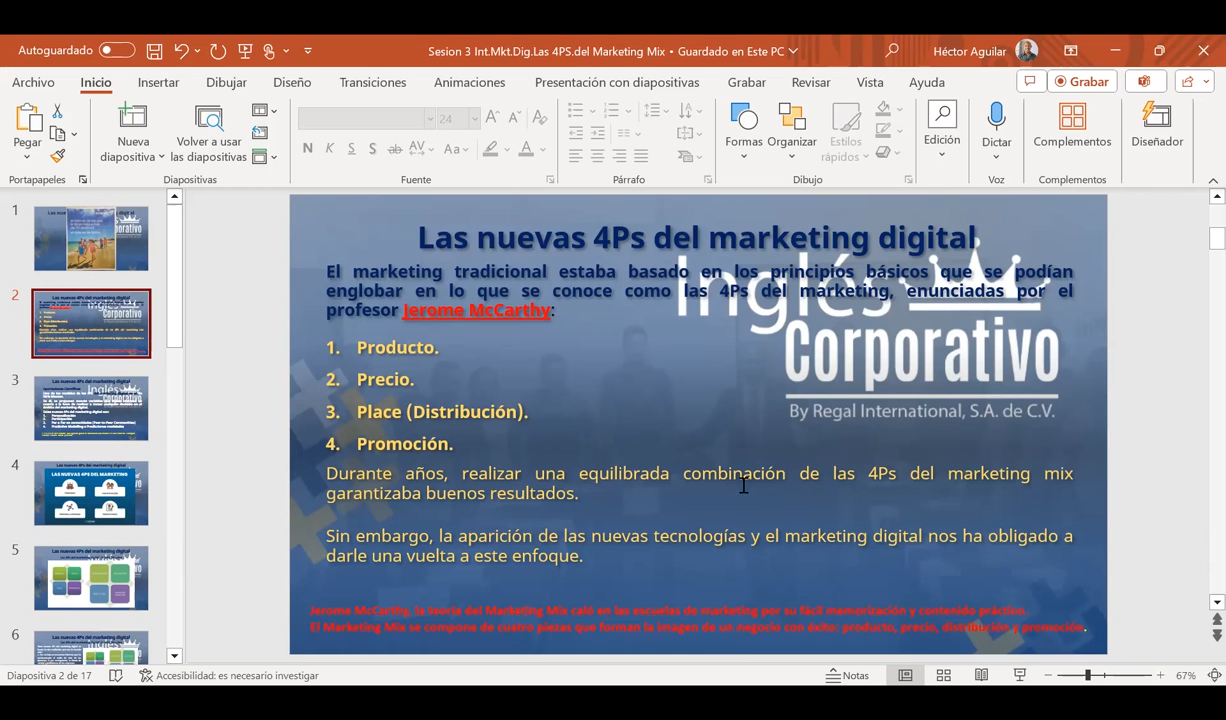 Autoguardado
Sesion 3 Int.Mkt.Dig.Las 4PS.del Marketing Mix • Guardado en Este PC
Héctor Aguilar
Archivo Inicio Insertar Dibujar Diseño Transiciones Animaciones Presentación con diapositivas Grabar Revisar Vista Ayuda Grabar
Pegar
Nueva diapositiva
Volver a usar las diapositivas
24
N K S S ab AV Aa A
Formas
Organizar
Estilos rápidos
Edición
Dictar
Complementos
Diseñador
Portapapeles Diapositivas Fuente Párrafo Dibujo Voz Complementos
1
2
3
4
5
6
Las nuevas 4Ps del marketing digital
El marketing tradicional estaba basado en los principios básicos que se podían
englobar en lo que se conoce como las 4Ps del marketing, enunciadas por el
profesor Jerome McCarthy:
1. Producto.
2. Precio.
3. Place (Distribución).
4. Promoción.
Inglés
Corporativo
By Regal International, S.A. de C.V.
Durante años, realizar una equilibrada combinación de las 4Ps del marketing mix
garantizaba buenos resultados.
Sin embargo, la aparición de las nuevas tecnologías y el marketing digital nos ha obligado a
darle una vuelta a este enfoque.
Jerome McCarthy, la teoría del Marketing Mix caló en las escuelas de marketing por su fácil memorización y contenido práctico.
El Marketing Mix se compone de cuatro piezas que forman la imagen de un negocio con éxito: producto, precio, distribución y promoción.
Diapositiva 2 de 17
Accesibilidad: es necesario investigar
Notas
67%